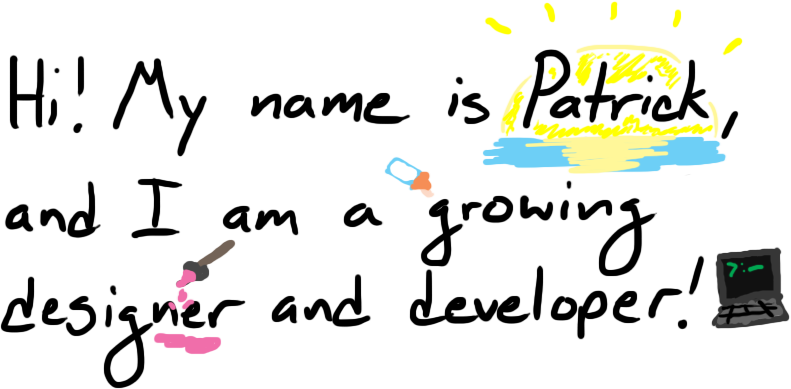 Hi! My name is Patrick,
and I am a growing
designer and developer!
>:-